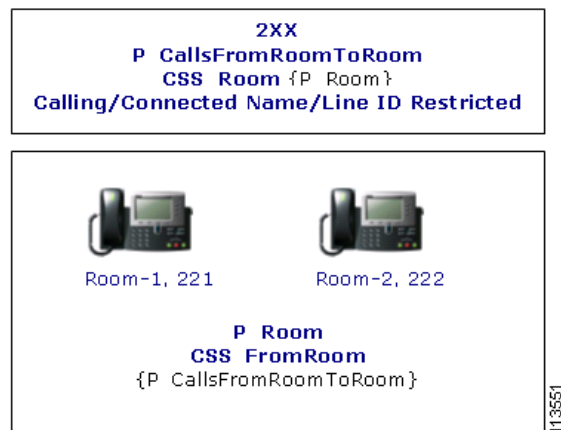 2XX
P CallsFromRoomToRoom
CSS Room {P Room}
Calling/Connected Name/Line ID Restricted
Room-1, 221
Room-2, 222
P Room
CSS FromRoom
{P CallsFromRoomToRoom}
113551